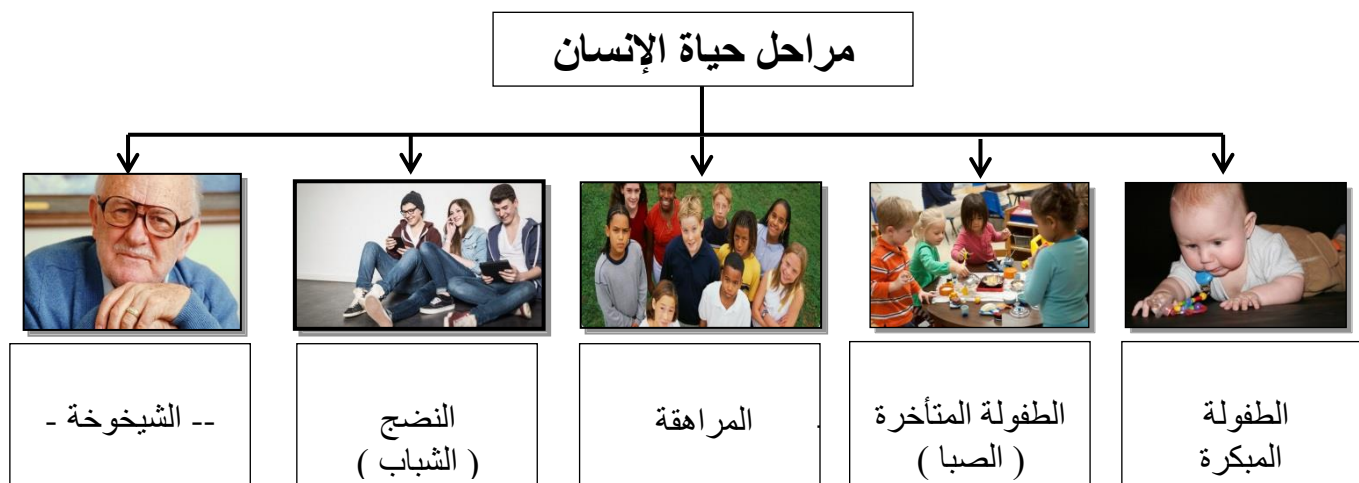 مراحل حياة الإنسان
الطفولة
المبكرة
الطفولة المتأخرة
( الصبا )
المراهقة
النضج
( الشباب )
-- الشيخوخة -